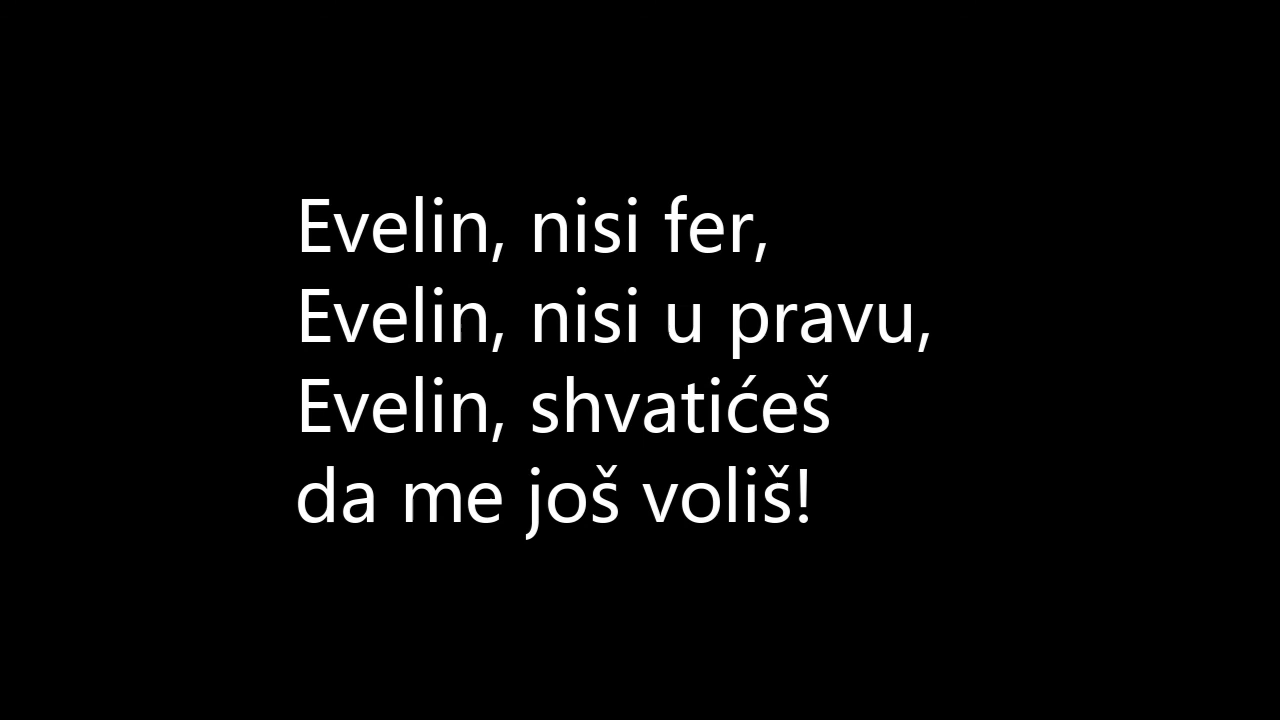 Evelin, nisi fer,
Evelin, nisi u pravu,
Evelin, shvatićeš
da me još voliš!